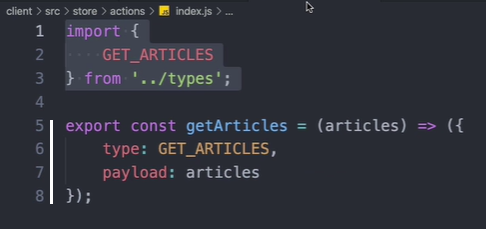 client > src > store > actions > JS index.js > ...
1 import {
2 GET_ARTICLES
3 } from '../types';
4
5 export const getArticles = (articles) => ({
6 type: GET_ARTICLES,
7 payload: articles
8 });